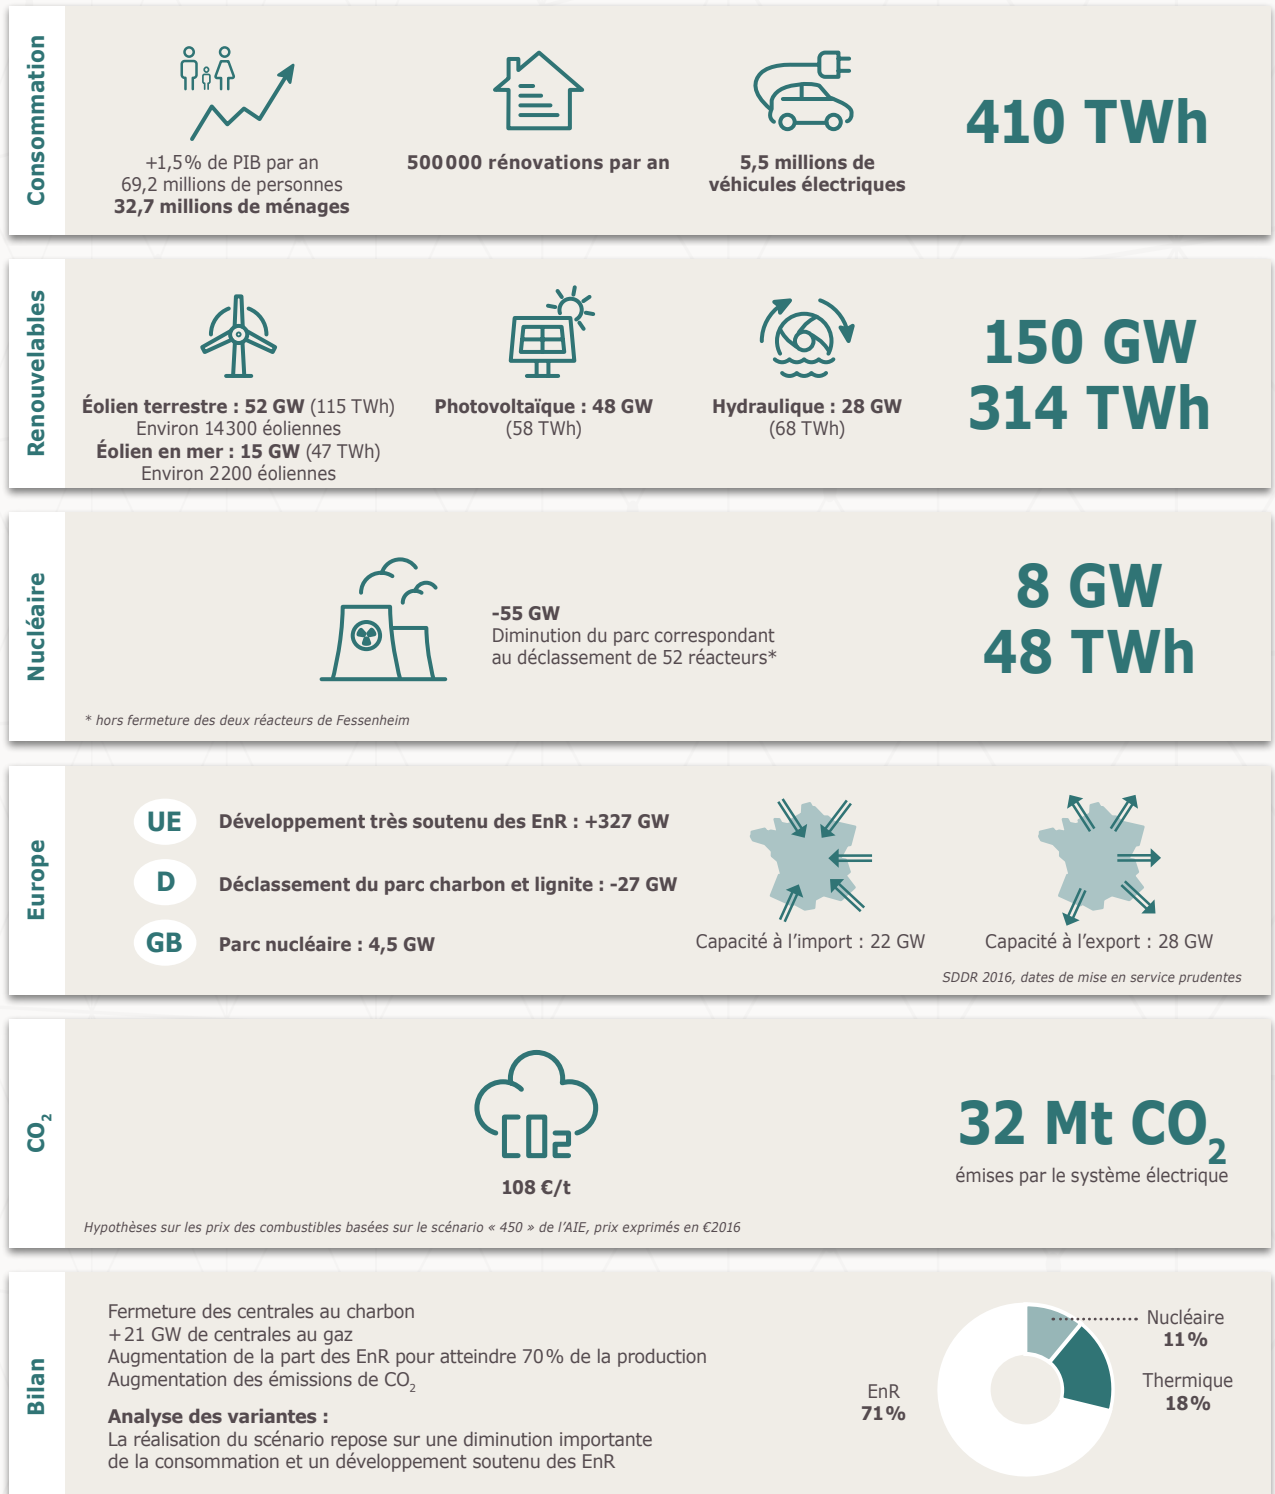 Consommation
+1,5% de PIB par an
69,2 millions de personnes
32,7 millions de ménages
500 000 rénovations par an
5,5 millions de
véhicules électriques
410 TWh
Renouvelables
Éolien terrestre : 52 GW (115 TWh)
Environ 14 300 éoliennes
Éolien en mer : 15 GW (47 TWh)
Environ 2 200 éoliennes
Photovoltaïque : 48 GW
(58 TWh)
Hydraulique : 28 GW
(68 TWh)
150 GW
314 TWh
Nucléaire
-55 GW
Diminution du parc correspondant
au déclassement de 52 réacteurs*
8 GW
48 TWh
* hors fermeture des deux réacteurs de Fessenheim
Europe
UE
Développement très soutenu des EnR : +327 GW
D
Déclassement du parc charbon et lignite : -27 GW
GB
Parc nucléaire : 4,5 GW
Capacité à l'import : 22 GW
Capacité à l'export : 28 GW
SDDR 2016, dates de mise en service prudentes
CO₂
CO2
108 €/t
32 Mt CO₂
émises par le système électrique
Hypothèses sur les prix des combustibles basées sur le scénario « 450 » de l'AIE, prix exprimés en €2016
Bilan
Fermeture des centrales au charbon
+21 GW de centrales au gaz
Augmentation de la part des EnR pour atteindre 70% de la production
Augmentation des émissions de CO₂
Analyse des variantes :
La réalisation du scénario repose sur une diminution importante
de la consommation et un développement soutenu des EnR
EnR
71%
Nucléaire
11%
Thermique
18%